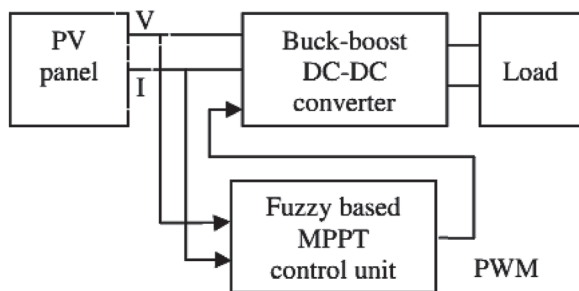 PV
panel
V
I
Buck-boost
DC-DC
converter
Load
Fuzzy based
MPPT
control unit
PWM